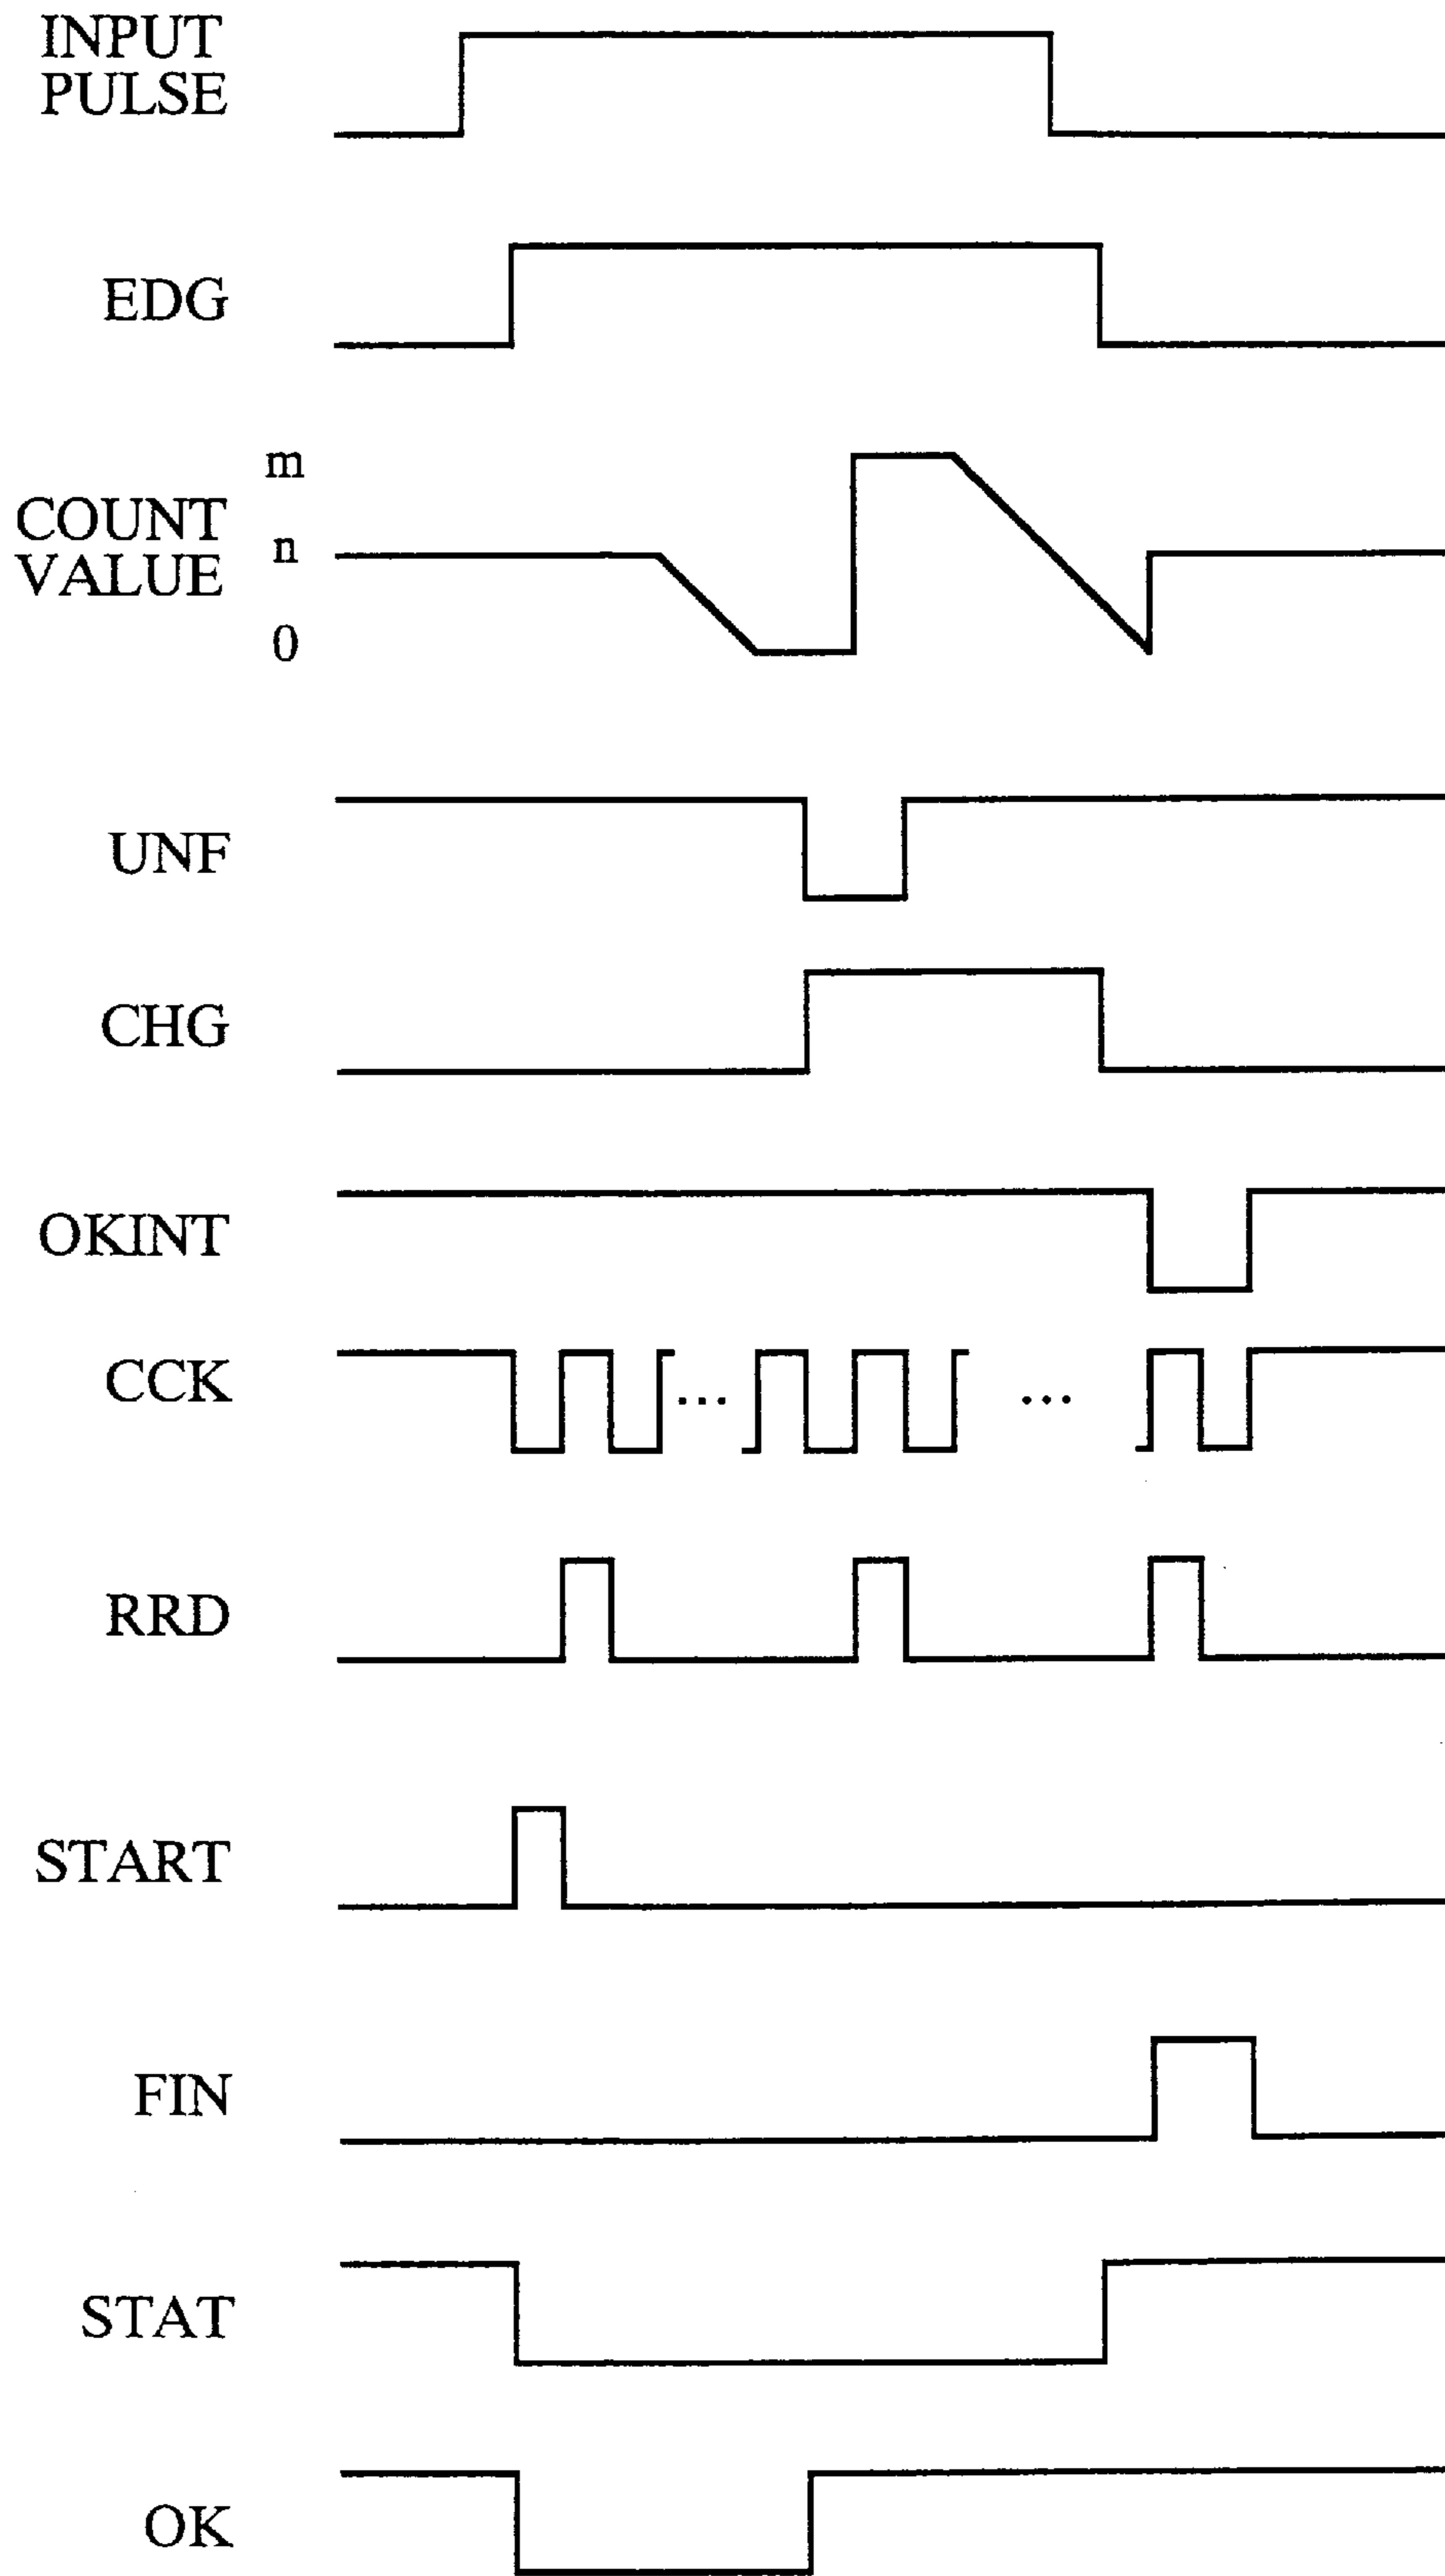 INPUT
PULSE
EDG
m
COUNT
n
VALUE
0
UNF
CHG
OKINT
CCK
...
...
RRD
START
FIN
STAT
OK